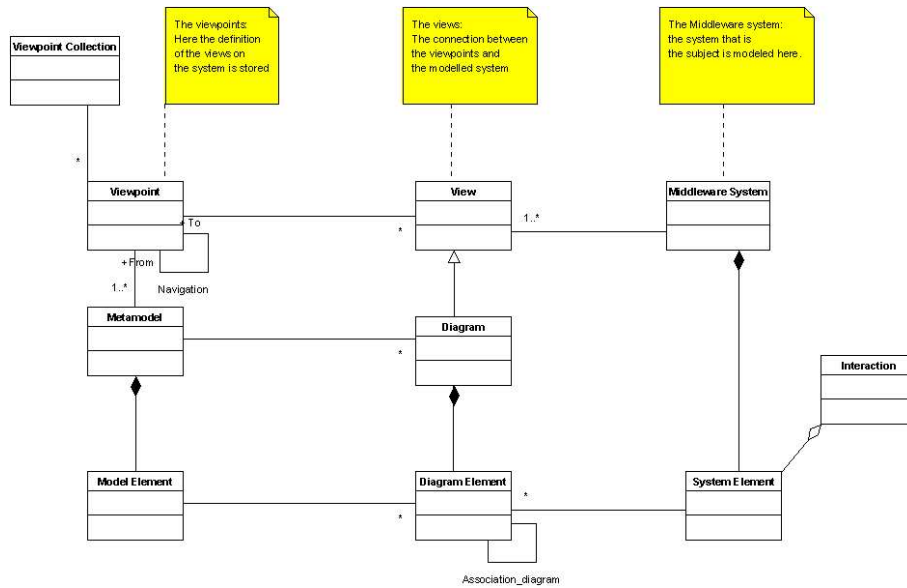 Viewpoint Collection
The viewpoints:
Here the definition
of the views on
the system is stored
The views:
The connection between
the viewpoints and
the modelled system
The Middleware system:
the system that is
the subject is modeled here.
*
Viewpoint
View
Middleware System
+ To
*
1..*
+ From
Navigation
1..*
Metamodel
Diagram
*
Interaction
Model Element
Diagram Element
System Element
*
*
Association_diagram